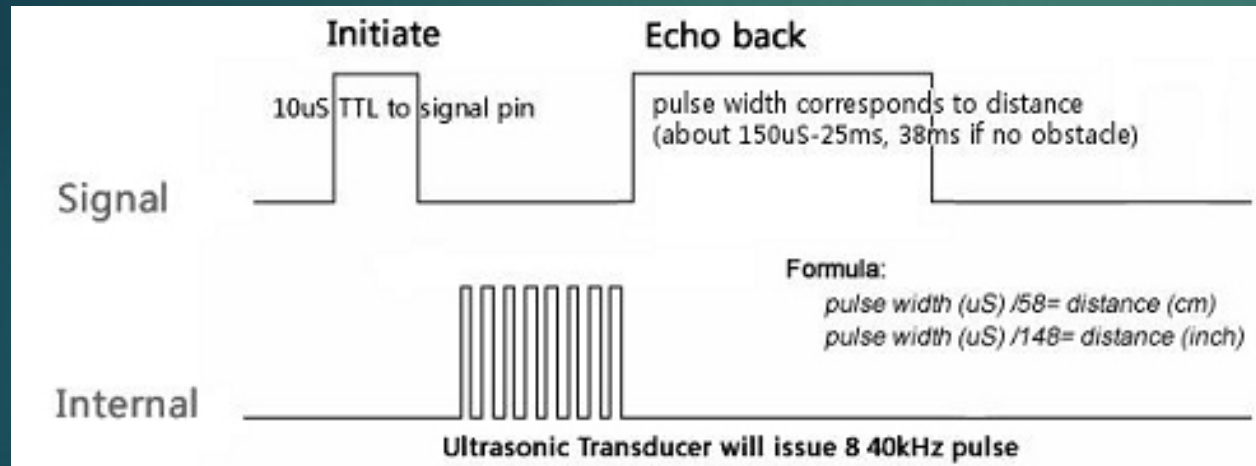 Initiate
Echo back
10uS TTL to signal pin
pulse width corresponds to distance
(about 150uS-25ms, 38ms if no obstacle)
Signal
Formula:
pulse width (uS) /58= distance (cm)
pulse width (uS) /148= distance (inch)
Internal
Ultrasonic Transducer will issue 8 40kHz pulse